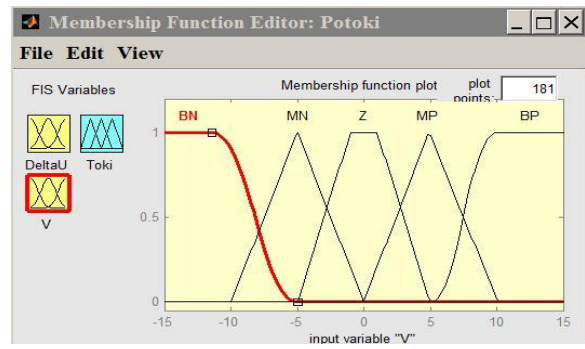 Membership Function Editor: Potoki
File Edit View
FIS Variables
Membership function plot
plot points:
181
BN MN Z MP BP
DeltaU Toki
V
1
0.5
0
-15 -10 -5 0 5 10 15
input variable "V"